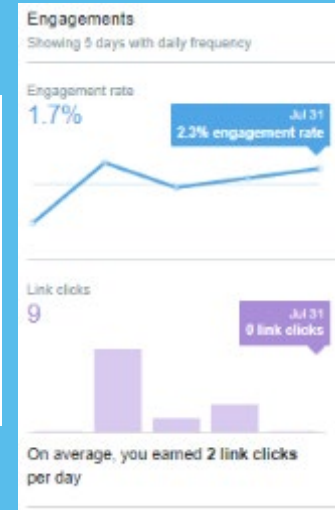 Engagements
Showing 5 days with daily frequency
Engagement rate
1.7%
Jul 31
2.3% engagement rate
Link clicks
9
Jul 31
0 link clicks
On average, you earned 2 link clicks
per day